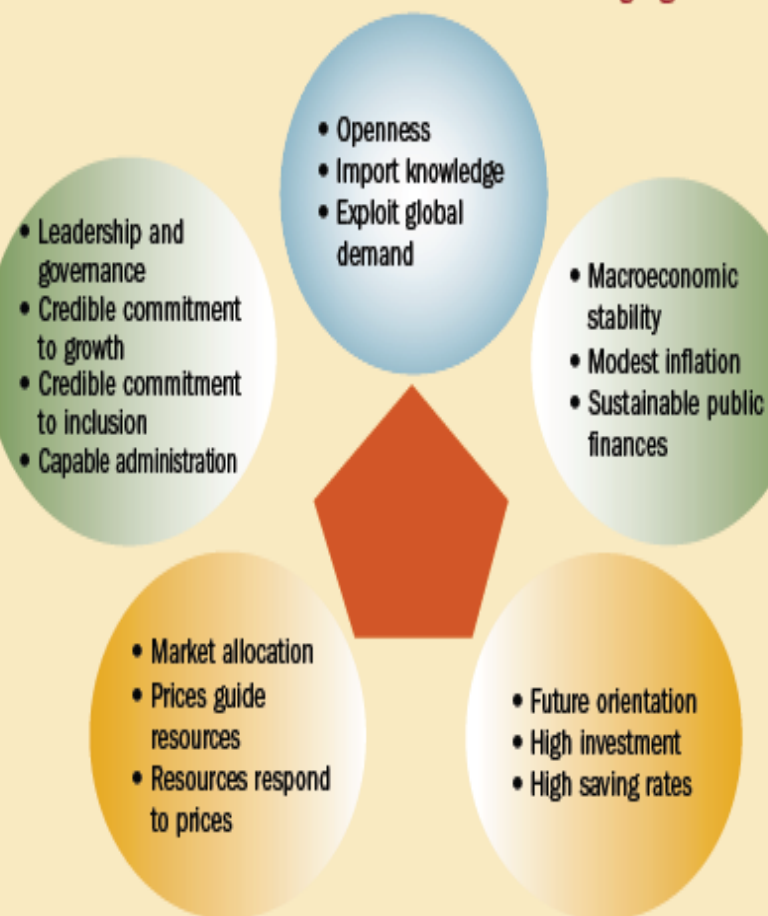 • Openness
• Import knowledge
• Exploit global
demand
• Leadership and
governance
• Credible commitment
to growth
• Credible commitment
to inclusion
• Capable administration
• Macroeconomic
stability
• Modest inflation
• Sustainable public
finances
• Market allocation
• Prices guide
resources
• Resources respond
to prices
• Future orientation
• High investment
• High saving rates